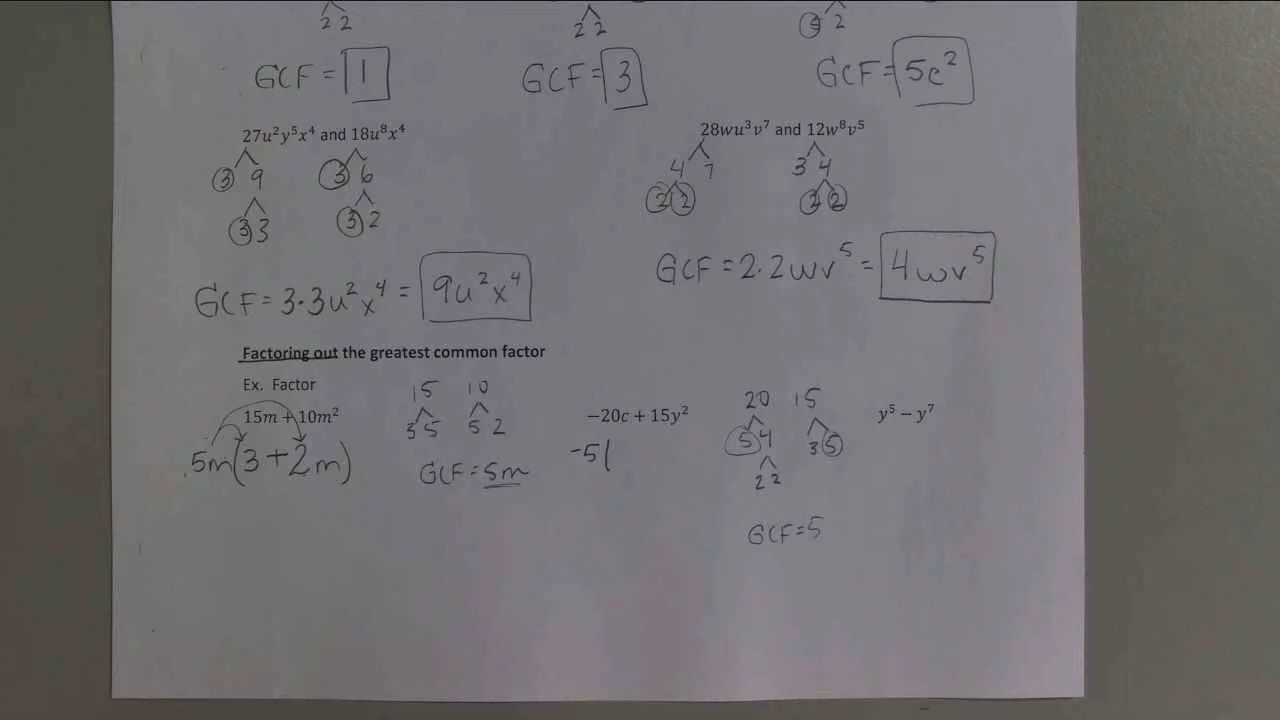 2 2
2 2
3 2
GCF = 1
GCF = 3
GCF = 5c²
27u²y⁵x⁴ and 18u⁸x⁴
3 9 3 6
3 3 3 2
GCF = 3·3u²x⁴ = 9u²x⁴
28wu³v⁷ and 12w⁸v⁵
4 7 3 4
2 2 2 2
GCF = 2·2wv⁵ = 4wv⁵
Factoring out the greatest common factor
Ex. Factor
15m + 10m²
5m(3+2m)
15 10
3 5 5 2
GCF = 5m
−20c + 15y²
-5(
20 15
5 4 3 5
2 2
GCF=5
y⁵ − y⁷